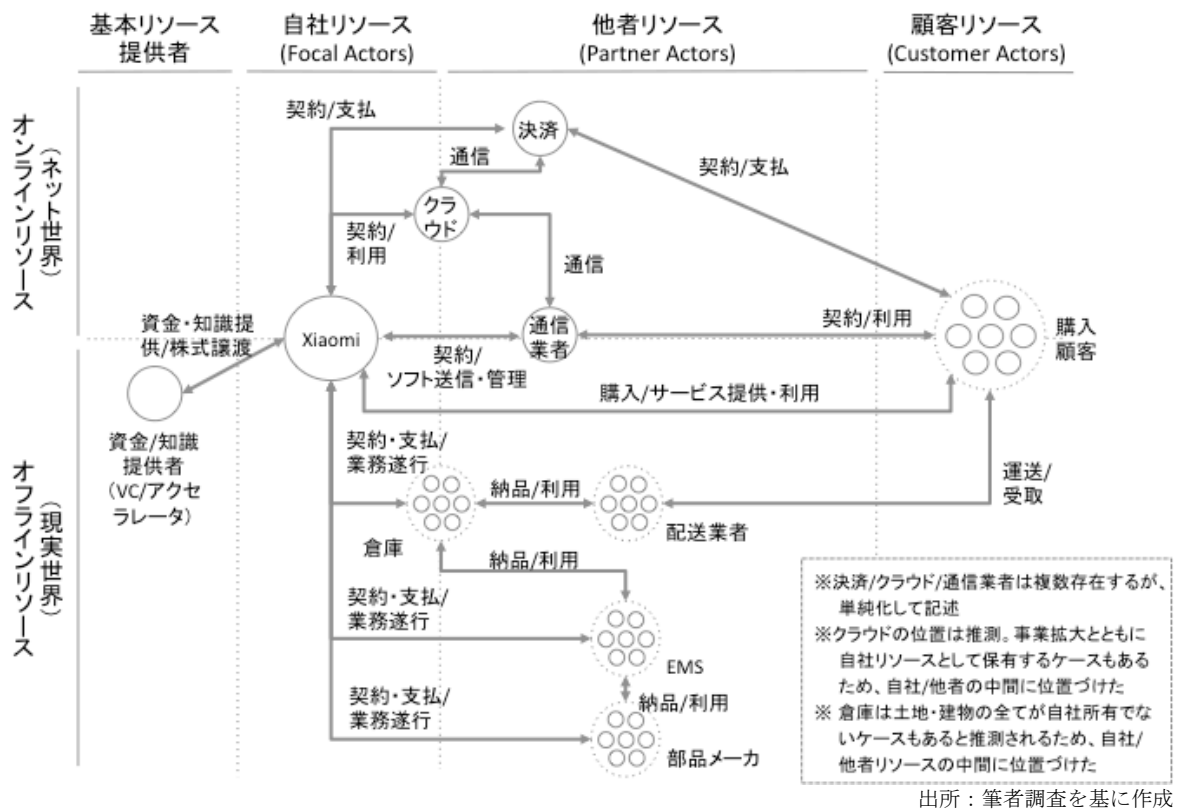 基本リソース
提供者
自社リソース
(Focal Actors)
他者リソース
(Partner Actors)
顧客リソース
(Customer Actors)
オンラインリソース
（ネット世界）
オフラインリソース
（現実世界）
契約/支払
決済
通信
契約/支払
クラ
ウド
契約/
利用
通信
資金・知識提
供/株式譲渡
Xiaomi
通信
業者
契約/利用
購入
顧客
契約/
ソフト送信・管理
購入/サービス提供・利用
資金/知識
提供者
（VC/アクセ
ラレータ）
契約・支払/
業務遂行
納品/利用
運送/
受取
倉庫
配送業者
納品/利用
契約・支払/
業務遂行
EMS
納品/利用
契約・支払/
業務遂行
部品メーカ
※決済/クラウド/通信業者は複数存在するが、
単純化して記述
※クラウドの位置は推測。事業拡大とともに
自社リソースとして保有するケースもある
ため、自社/他者の中間に位置づけた
※ 倉庫は土地・建物の全てが自社所有でな
いケースもあると推測されるため、自社/
他者リソースの中間に位置づけた
出所：筆者調査を基に作成